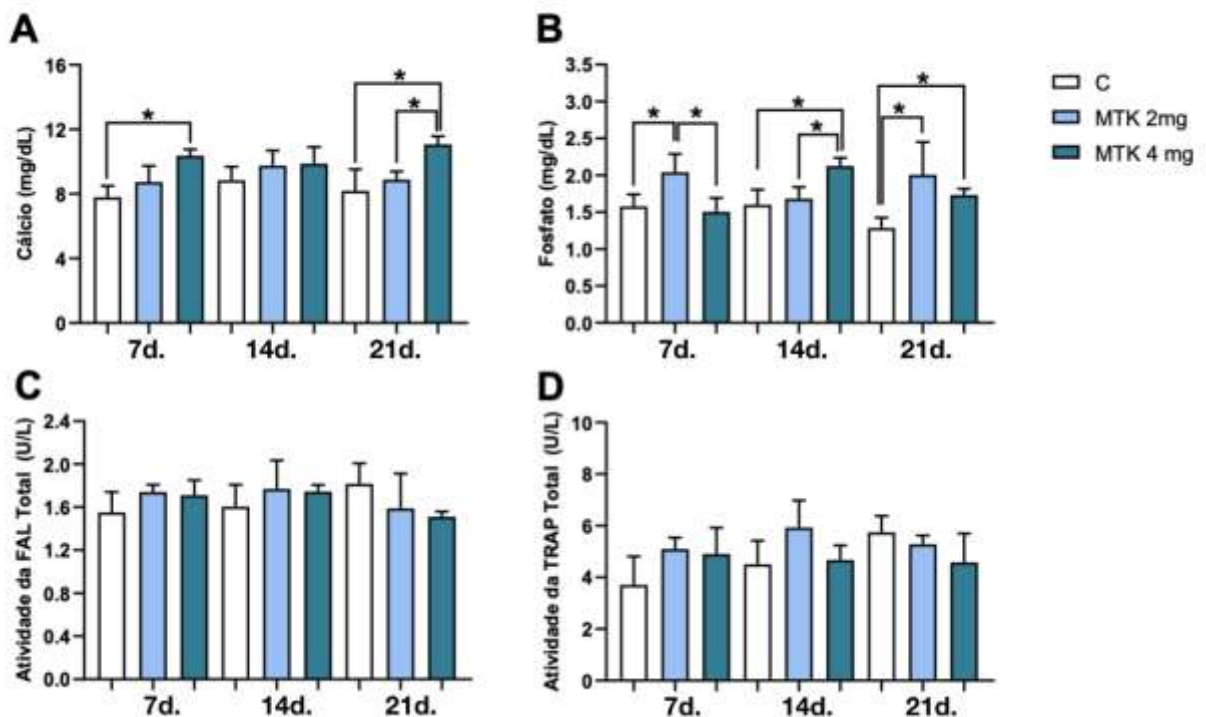 A
Cálcio (mg/dL)
16
12
8
4
0
*
*
*
7d. 14d. 21d.
B
Fosfato (mg/dL)
3.5
3.0
2.5
2.0
1.5
1.0
0.5
0.0
* *
*
*
*
*
7d. 14d. 21d.
C
MTK 2mg
MTK 4 mg
C
Atividade da FAL Total (U/L)
2.4
2.0
1.6
1.2
0.8
0.4
0.0
7d. 14d. 21d.
D
Atividade da TRAP Total (U/L)
10
8
6
4
2
0
7d. 14d. 21d.